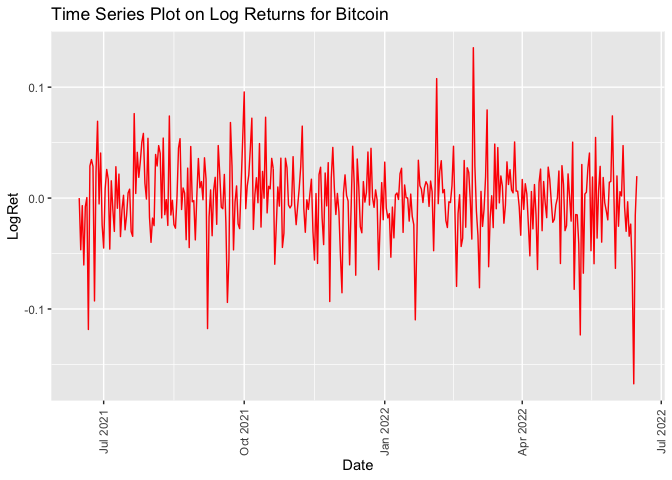 Time Series Plot on Log Returns for Bitcoin
LogRet
0.1
0.0
-0.1
Jul 2021
Oct 2021
Jan 2022
Apr 2022
Jul 2022
Date